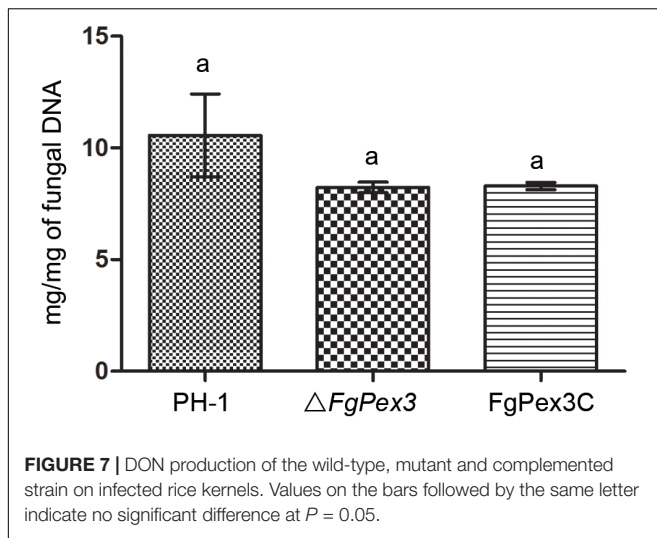 15
a
a
a
10
5
0
mg/mg of fungal DNA
PH-1
△FgPex3
FgPex3C
FIGURE 7 | DON production of the wild-type, mutant and complemented
strain on infected rice kernels. Values on the bars followed by the same letter
indicate no significant difference at P = 0.05.